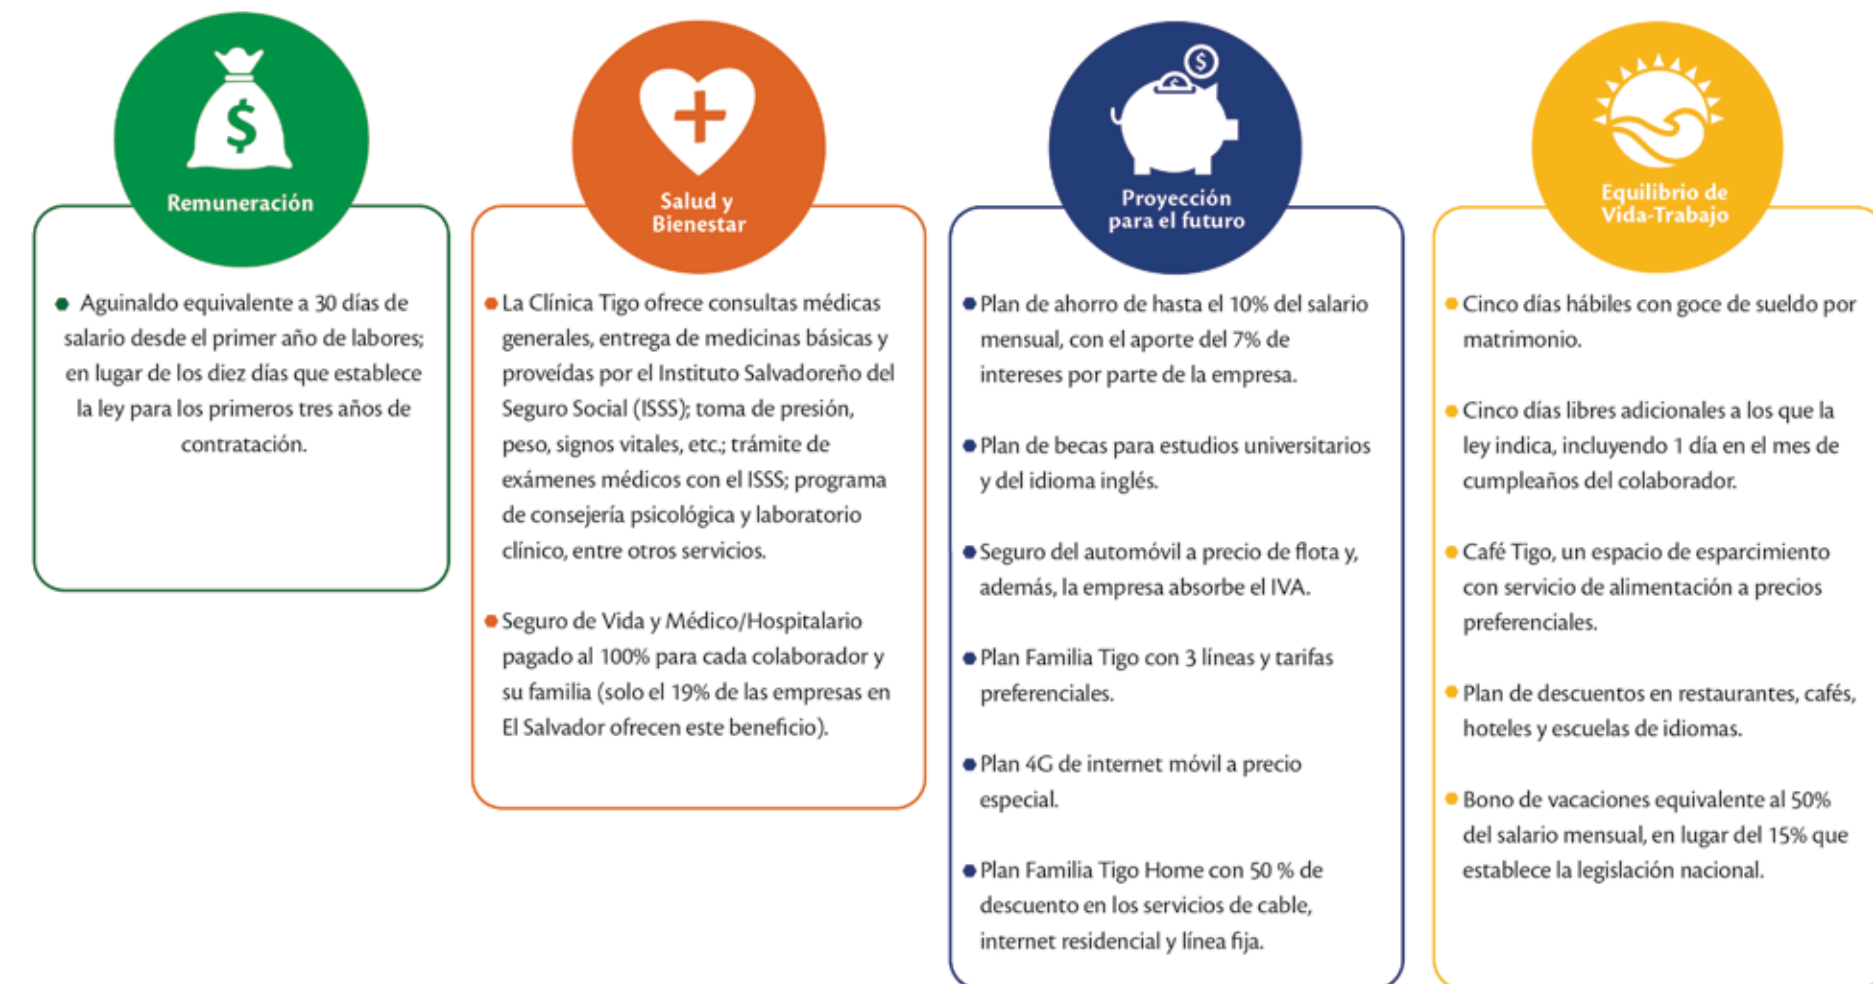 Remuneración
Aguinaldo equivalente a 30 días de
salario desde el primer año de labores;
en lugar de los diez días que establece
la ley para los primeros tres años de
contratación.
Salud y
Bienestar
La Clínica Tigo ofrece consultas médicas
generales, entrega de medicinas básicas y
proveídas por el Instituto Salvadoreño del
Seguro Social (ISSS); toma de presión,
peso, signos vitales, etc.; trámite de
exámenes médicos con el ISSS; programa
de consejería psicológica y laboratorio
clínico, entre otros servicios.
Seguro de Vida y Médico/Hospitalario
pagado al 100% para cada colaborador y
su familia (solo el 19% de las empresas en
El Salvador ofrecen este beneficio).
Proyección
para el futuro
Plan de ahorro de hasta el 10% del salario
mensual, con el aporte del 7% de
intereses por parte de la empresa.
Plan de becas para estudios universitarios
y del idioma inglés.
Seguro del automóvil a precio de flota y,
además, la empresa absorbe el IVA.
Plan Familia Tigo con 3 líneas y tarifas
preferenciales.
Plan 4G de internet móvil a precio
especial.
Plan Familia Tigo Home con 50 % de
descuento en los servicios de cable,
internet residencial y línea fija.
Equilibrio de
Vida-Trabajo
Cinco días hábiles con goce de sueldo por
matrimonio.
Cinco días libres adicionales a los que la
ley indica, incluyendo 1 día en el mes de
cumpleaños del colaborador.
Café Tigo, un espacio de esparcimiento
con servicio de alimentación a precios
preferenciales.
Plan de descuentos en restaurantes, cafés,
hoteles y escuelas de idiomas.
Bono de vacaciones equivalente al 50%
del salario mensual, en lugar del 15% que
establece la legislación nacional.